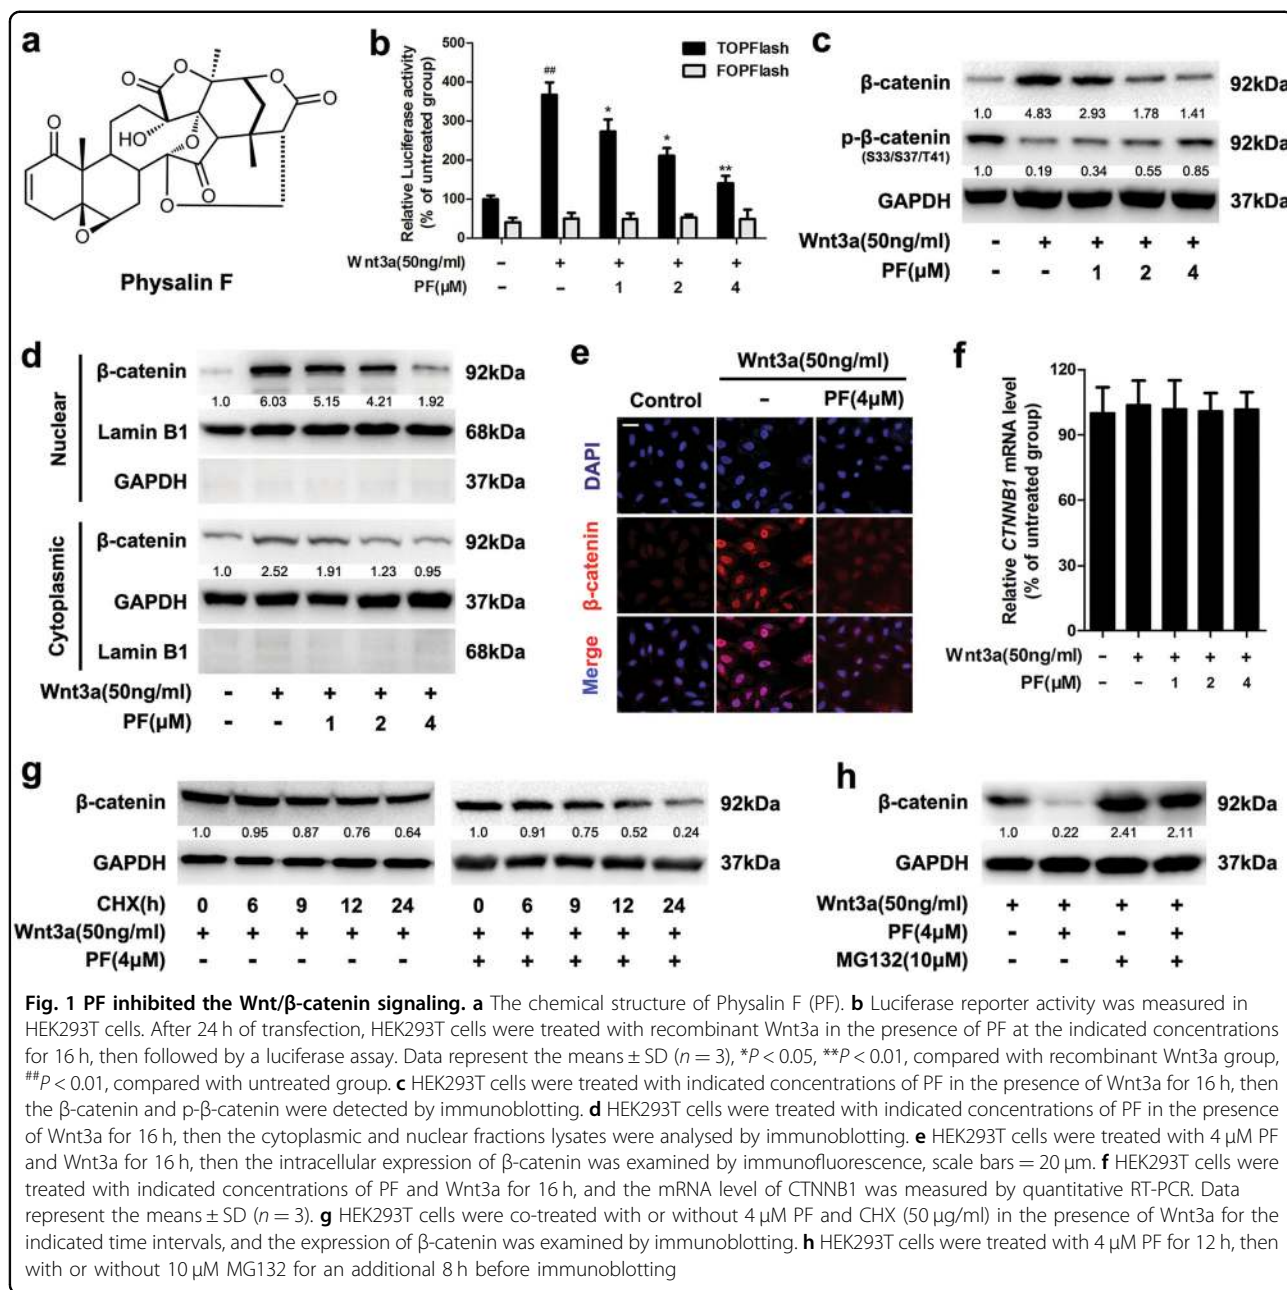 a
O
O
O
O
O
HO
O
O
O
O
Physalin F
b
Relative Luciferase activity
(% of untreated group)
500
400
300
200
100
0
TOPFlash
FOPFlash
##
*
*
**
Wnt3a(50ng/ml) - + + + +
PF(µM) - - 1 2 4
c
β-catenin 92kDa
1.0 4.83 2.93 1.78 1.41
p-β-catenin 92kDa
(S33/S37/T41)
1.0 0.19 0.34 0.55 0.85
GAPDH 37kDa
Wnt3a(50ng/ml) - + + + +
PF(µM) - - 1 2 4
d
Nuclear
β-catenin 92kDa
1.0 6.03 5.15 4.21 1.92
Lamin B1 68kDa
GAPDH 37kDa
Cytoplasmic
β-catenin 92kDa
1.0 2.52 1.91 1.23 0.95
GAPDH 37kDa
Lamin B1 68kDa
Wnt3a(50ng/ml) - + + + +
PF(µM) - - 1 2 4
e
Wnt3a(50ng/ml)
Control - PF(4µM)
DAPI
β-catenin
Merge
f
Relative CTNNB1 mRNA level
(% of untreated group)
120
90
60
30
0
Wnt3a(50ng/ml) - + + + +
PF(µM) - - 1 2 4
g
β-catenin 92kDa
1.0 0.95 0.87 0.76 0.64 1.0 0.91 0.75 0.52 0.24
GAPDH 37kDa
CHX(h) 0 6 9 12 24 0 6 9 12 24
Wnt3a(50ng/ml) + + + + + + + + + +
PF(4µM) - - - - - + + + + +
h
β-catenin 92kDa
1.0 0.22 2.41 2.11
GAPDH 37kDa
Wnt3a(50ng/ml) + + + +
PF(4µM) - + - +
MG132(10µM) - - + +
Fig. 1 PF inhibited the Wnt/β-catenin signaling. a The chemical structure of Physalin F (PF). b Luciferase reporter activity was measured in
HEK293T cells. After 24 h of transfection, HEK293T cells were treated with recombinant Wnt3a in the presence of PF at the indicated concentrations
for 16 h, then followed by a luciferase assay. Data represent the means ± SD (n = 3), *P < 0.05, **P < 0.01, compared with recombinant Wnt3a group,
##P < 0.01, compared with untreated group. c HEK293T cells were treated with indicated concentrations of PF in the presence of Wnt3a for 16 h, then
the β-catenin and p-β-catenin were detected by immunoblotting. d HEK293T cells were treated with indicated concentrations of PF in the presence
of Wnt3a for 16 h, then the cytoplasmic and nuclear fractions lysates were analysed by immunoblotting. e HEK293T cells were treated with 4 µM PF
and Wnt3a for 16 h, then the intracellular expression of β-catenin was examined by immunofluorescence, scale bars = 20 µm. f HEK293T cells were
treated with indicated concentrations of PF and Wnt3a for 16 h, and the mRNA level of CTNNB1 was measured by quantitative RT-PCR. Data
represent the means ± SD (n = 3). g HEK293T cells were co-treated with or without 4 µM PF and CHX (50 µg/ml) in the presence of Wnt3a for the
indicated time intervals, and the expression of β-catenin was examined by immunoblotting. h HEK293T cells were treated with 4 µM PF for 12 h, then
with or without 10 µM MG132 for an additional 8 h before immunoblotting